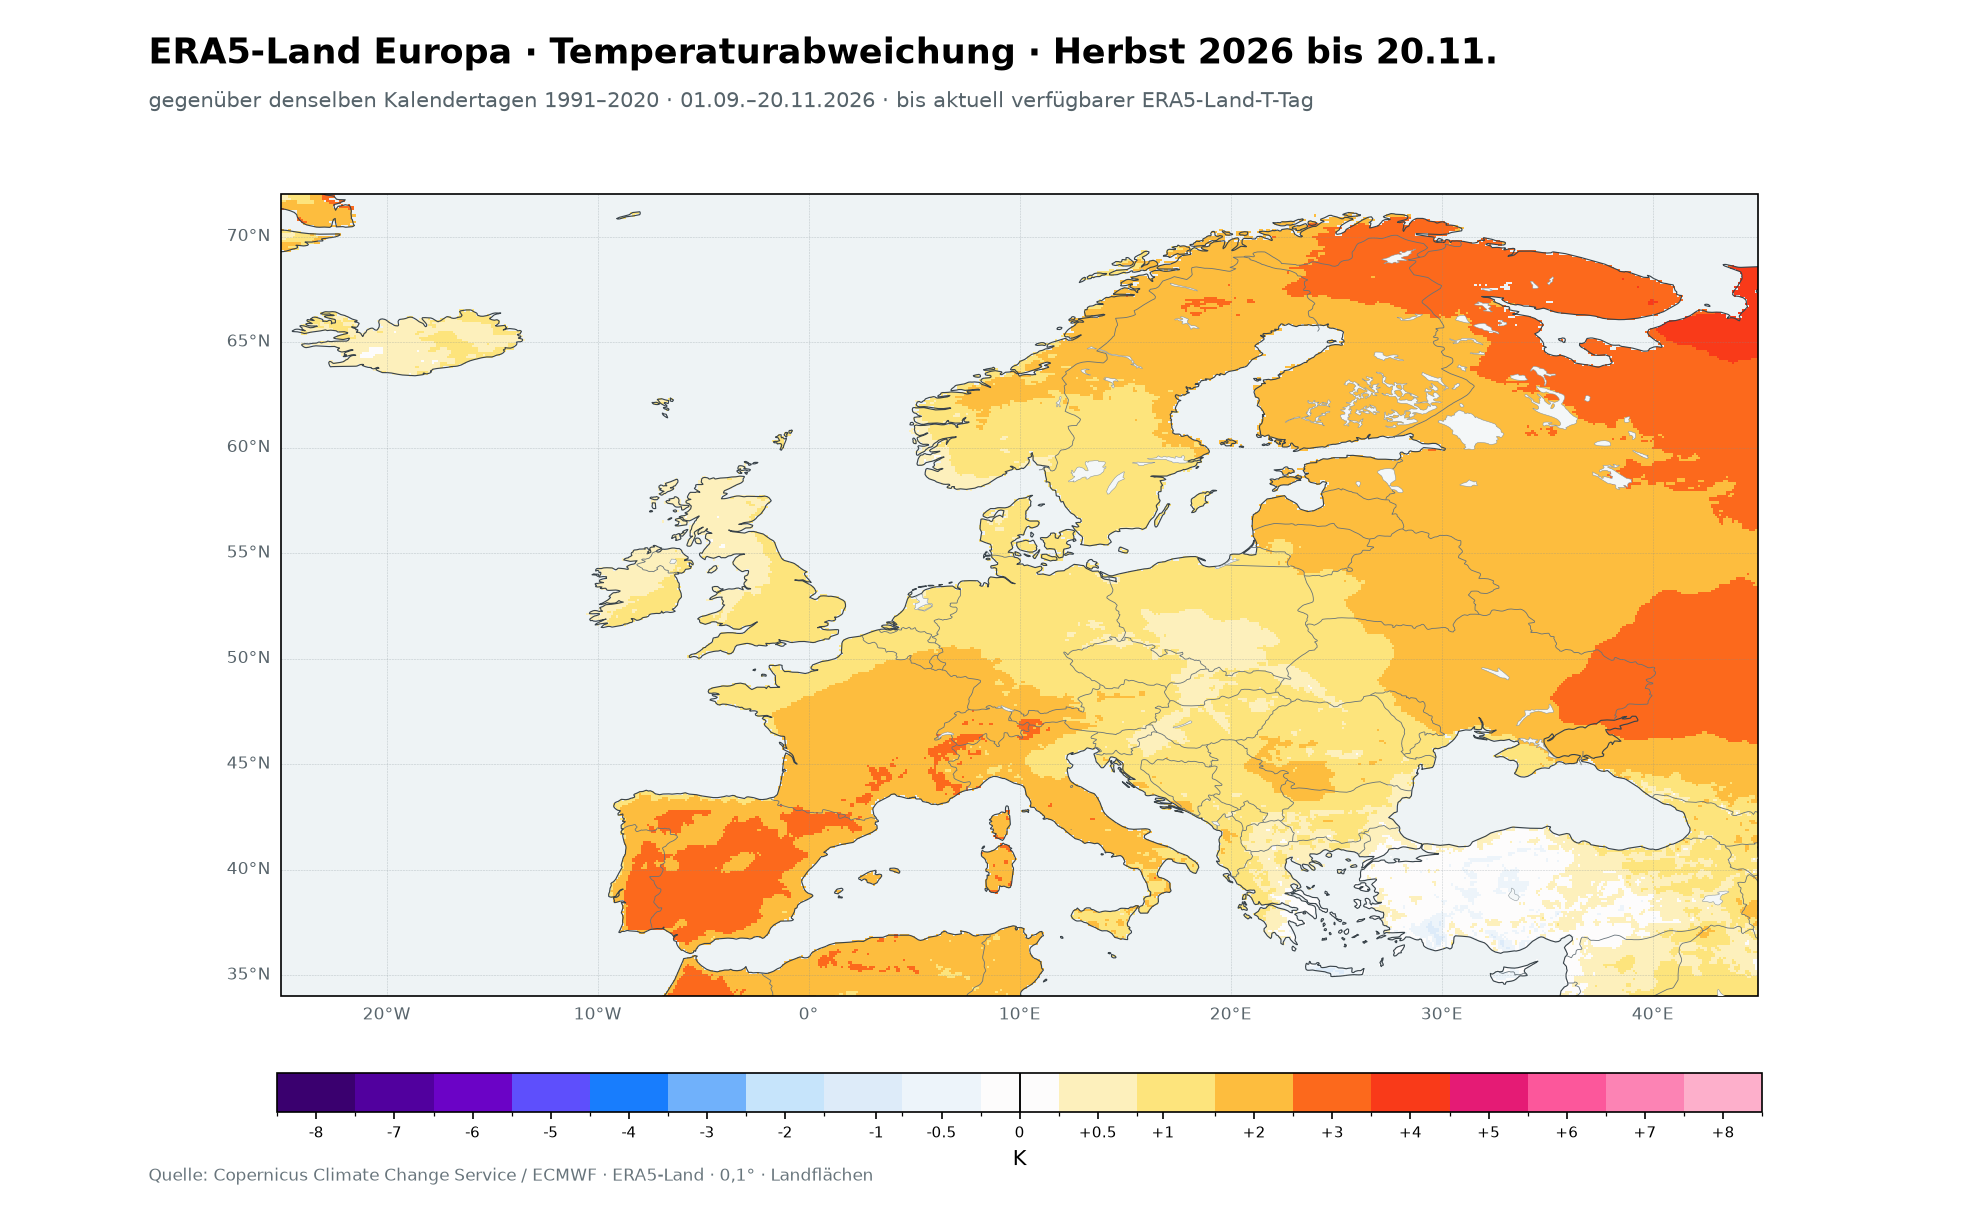 ERA5-Land Europa · Temperaturabweichung · Herbst 2026 bis 20.11.
gegenüber denselben Kalendertagen 1991–2020 · 01.09.–20.11.2026 · bis aktuell verfügbarer ERA5-Land-T-Tag
70°N
65°N
60°N
55°N
50°N
45°N
40°N
35°N
20°W 10°W 0° 10°E 20°E 30°E 40°E
-8 -7 -6 -5 -4 -3 -2 -1 -0.5 0 +0.5 +1 +2 +3 +4 +5 +6 +7 +8
K
Quelle: Copernicus Climate Change Service / ECMWF · ERA5-Land · 0,1° · Landflächen